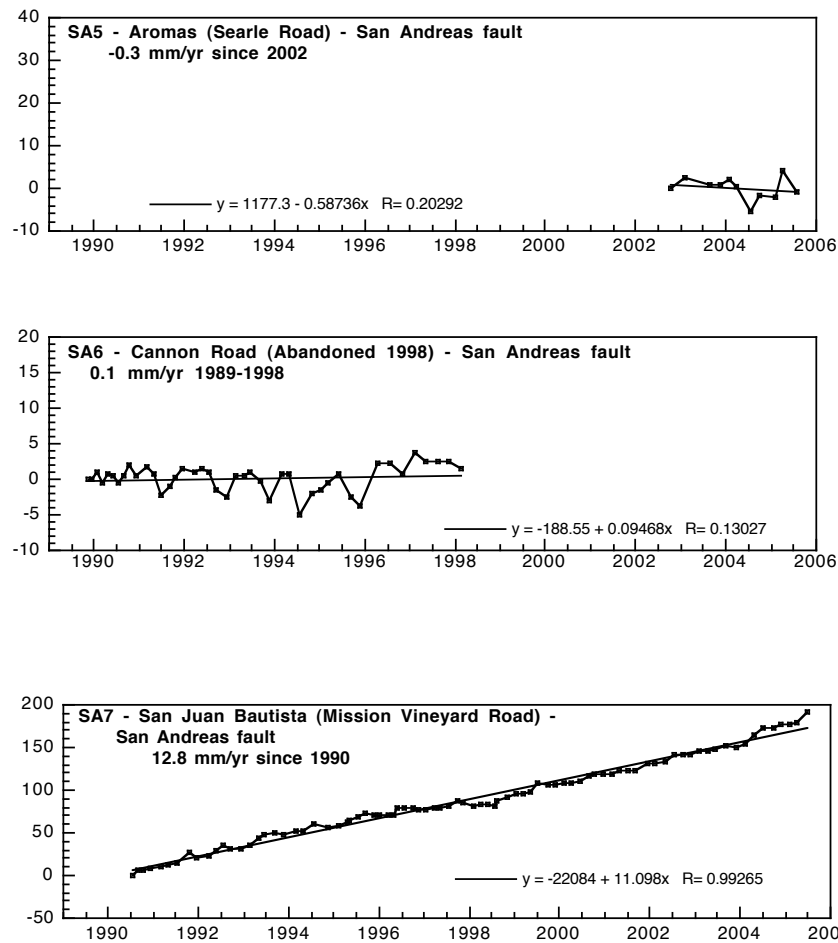 SA5 - Aromas (Searle Road) - San Andreas fault
-0.3 mm/yr since 2002
40
30
20
10
0
-10
y = 1177.3 - 0.58736x R= 0.20292
1990 1992 1994 1996 1998 2000 2002 2004 2006
SA6 - Cannon Road (Abandoned 1998) - San Andreas fault
0.1 mm/yr 1989-1998
20
15
10
5
0
-5
-10
y = -188.55 + 0.09468x R= 0.13027
1990 1992 1994 1996 1998 2000 2002 2004 2006
SA7 - San Juan Bautista (Mission Vineyard Road) -
San Andreas fault
12.8 mm/yr since 1990
200
150
100
50
0
-50
y = -22084 + 11.098x R= 0.99265
1990 1992 1994 1996 1998 2000 2002 2004 200